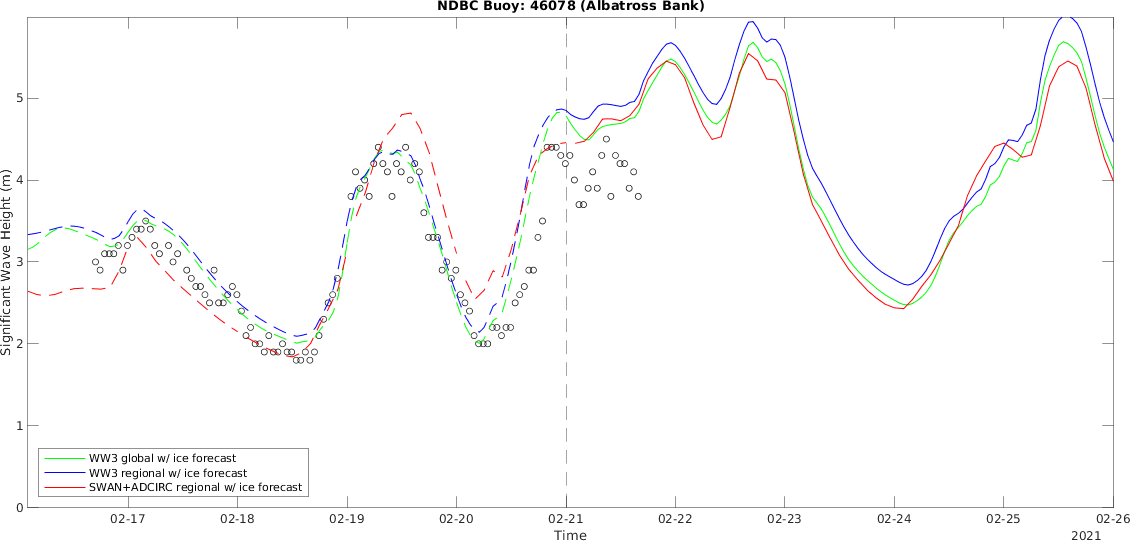 NDBC Buoy: 46078 (Albatross Bank)
Significant Wave Height (m)
5
4
3
2
1
0
WW3 global w/ ice forecast
WW3 regional w/ ice forecast
SWAN+ADCIRC regional w/ ice forecast
02-17 02-18 02-19 02-20 02-21 02-22 02-23 02-24 02-25 02-26
Time
2021